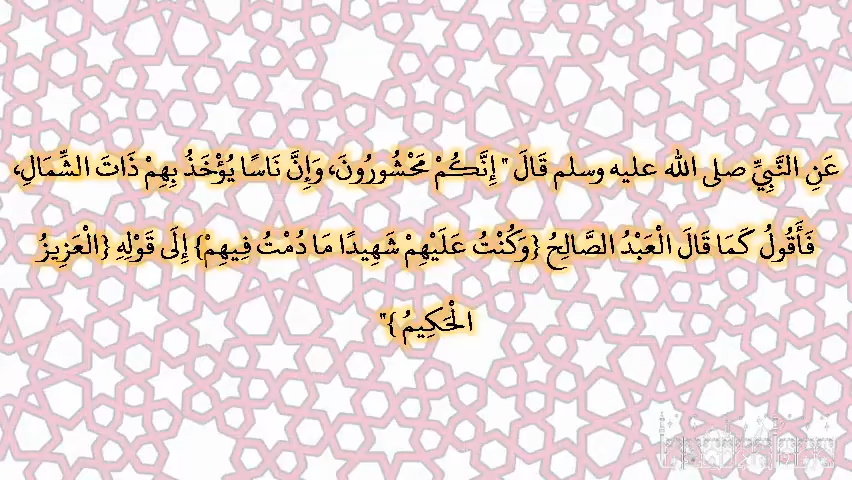 عَنِ النَّبِيِّ صلى الله عليه وسلم قَالَ " إِنَّكُمْ مَحْشُورُونَ، وَإِنَّ نَاسًا يُؤْخَذُ بِهِمْ ذَاتَ الشِّمَالِ،
فَأَقُولُ كَمَا قَالَ الْعَبْدُ الصَّالِحُ {وَكُنْتُ عَلَيْهِمْ شَهِيدًا مَا دُمْتُ فِيهِمْ} إِلَى قَوْلِهِ {الْعَزِيزُ
الْحَكِيمُ }"